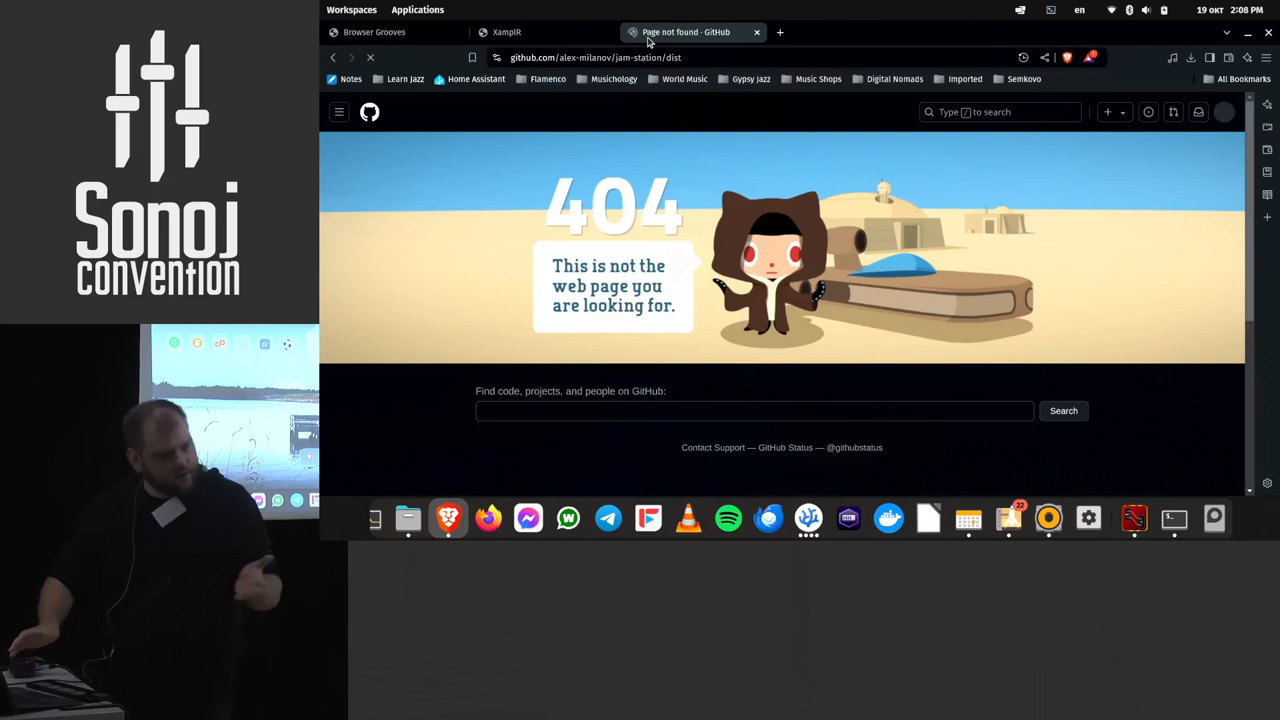 Workspaces Applications en 19 окт 2:08 PM
Browser Grooves XamplR Page not found · GitHub
github.com/alex-milanov/jam-station/dist
Notes Learn Jazz Home Assistant Flamenco Musichology World Music Gypsy Jazz Music Shops Digital Nomads Imported Semkovo All Bookmarks
Type / to search
404
This is not the
web page you
are looking for.
Find code, projects, and people on GitHub:
Search
Contact Support — GitHub Status — @githubstatus
22
Sonoj
convention